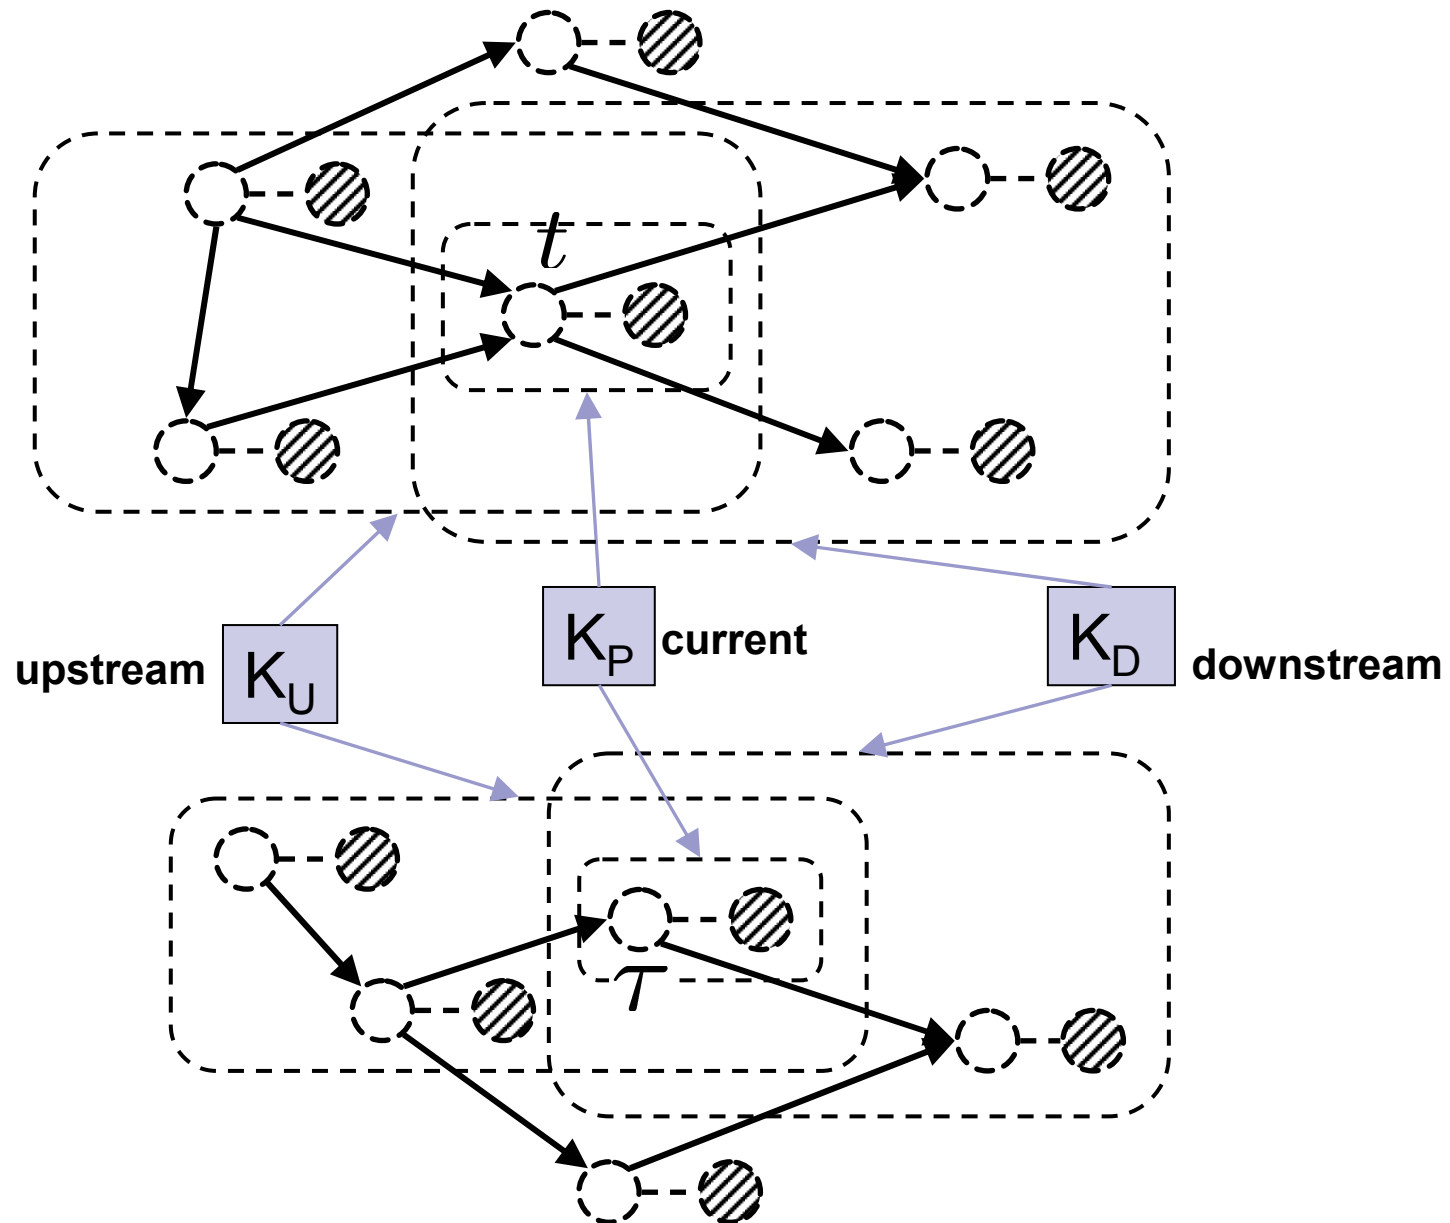 t
upstream
K_U
K_P
current
K_D
downstream
τ